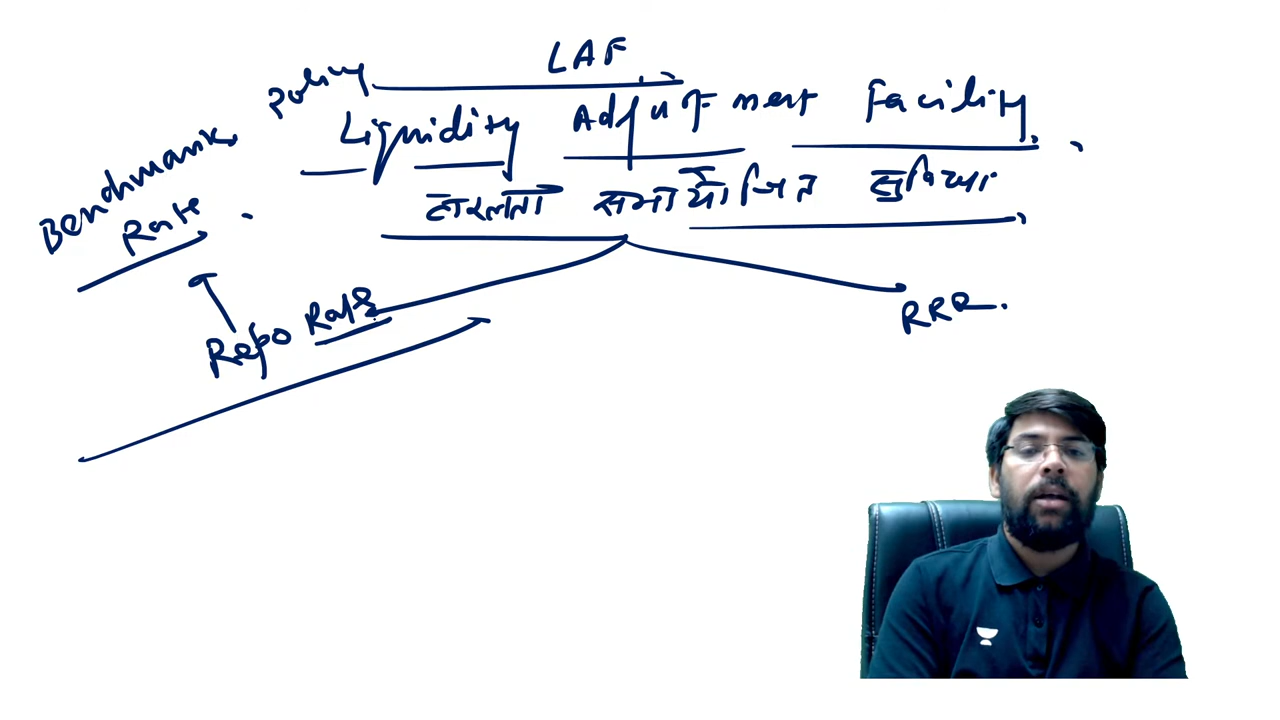 LAF
Policy
Liquidity Adjustment Facility
तरलता समायोजित सुविधा
Benchmark
Rate
Repo Rate
RRR